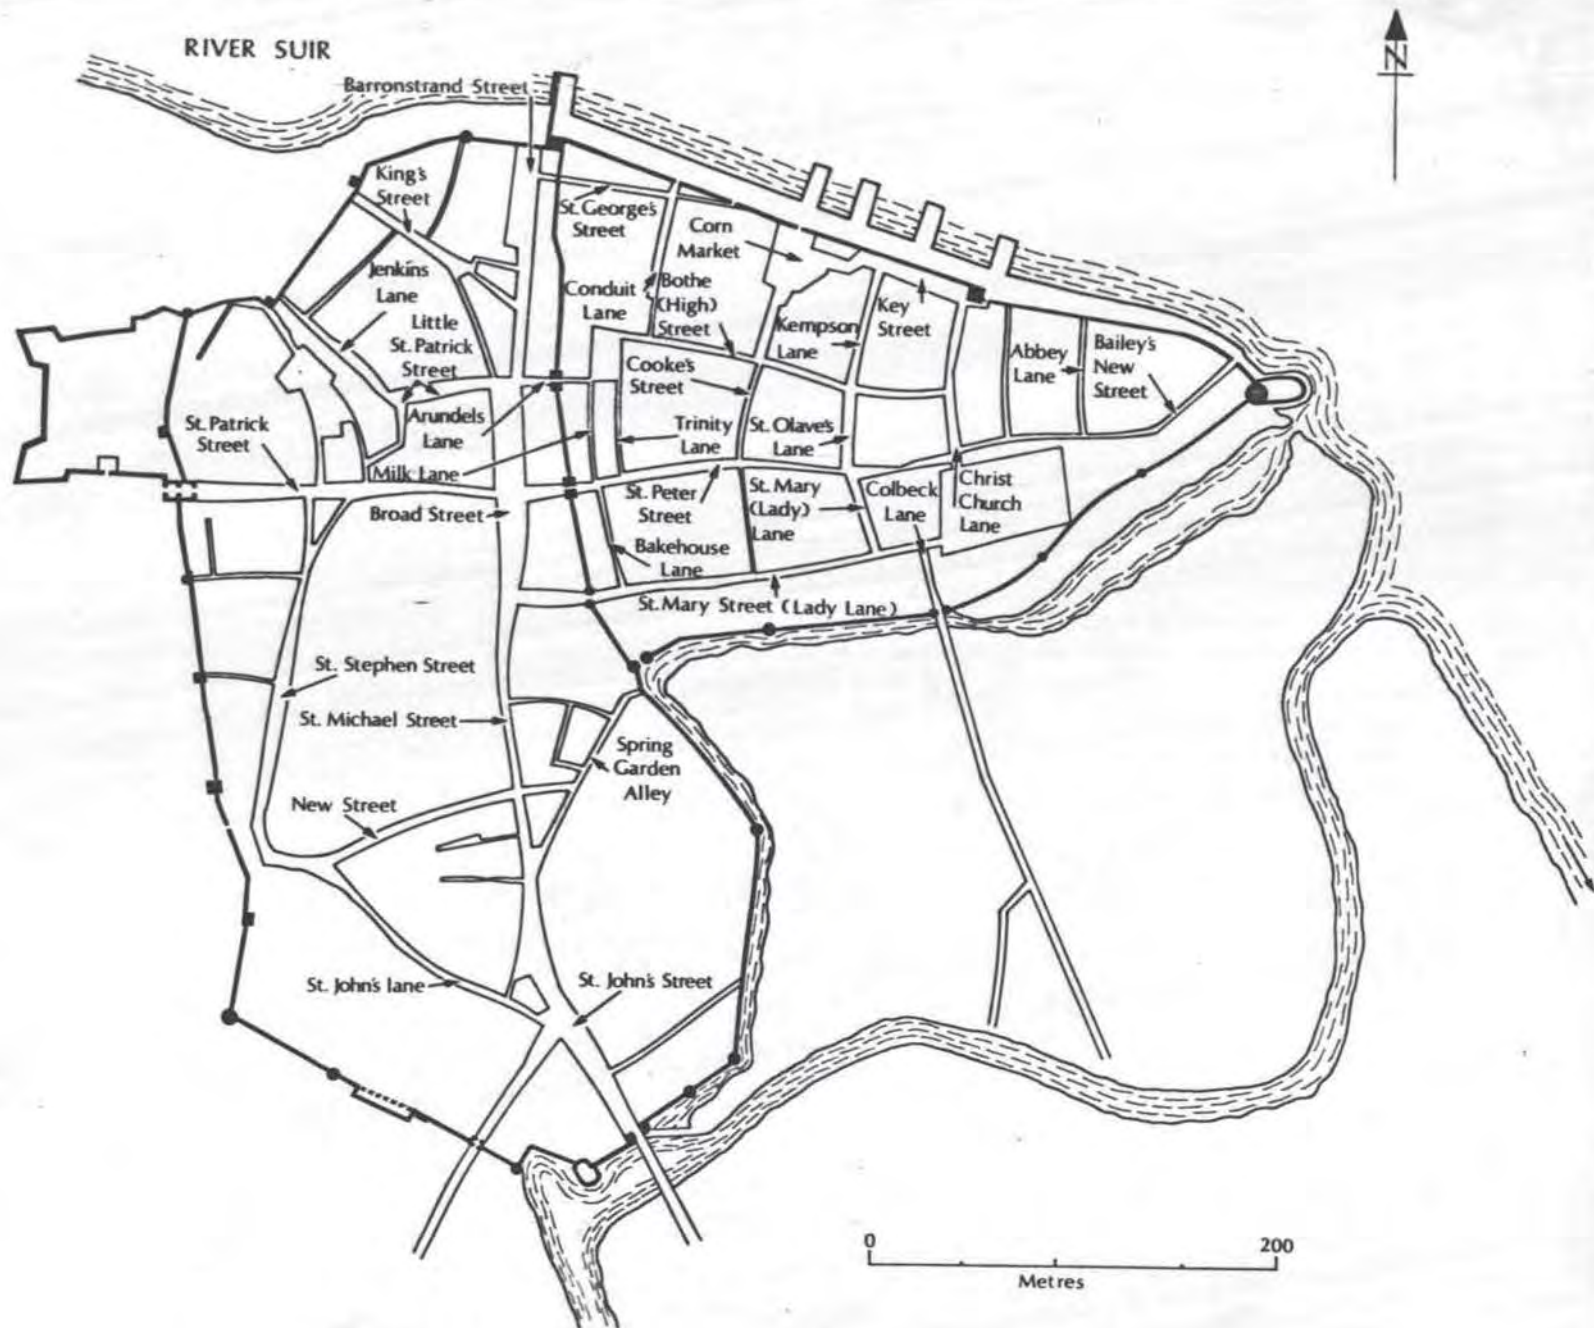 RIVER SUIR
N
Barronstrand Street
King's
Street
St. George's
Street
Corn
Market
Jenkins
Lane
Conduit
Lane
Bothe
(High)
Street
Key
Street
Kempson
Lane
Little
St. Patrick
Street
Abbey
Lane
Bailey's
New
Street
Cooke's
Street
St. Patrick
Street
Arundels
Lane
Trinity
Lane
St. Olave's
Lane
Milk Lane
Broad Street
St. Peter
Street
St. Mary
(Lady)
Lane
Colbeck
Lane
Christ
Church
Lane
Bakehouse
Lane
St. Mary Street (Lady Lane)
St. Stephen Street
St. Michael Street
Spring
Garden
Alley
New Street
St. John's lane
St. John's Street
0
200
Metres